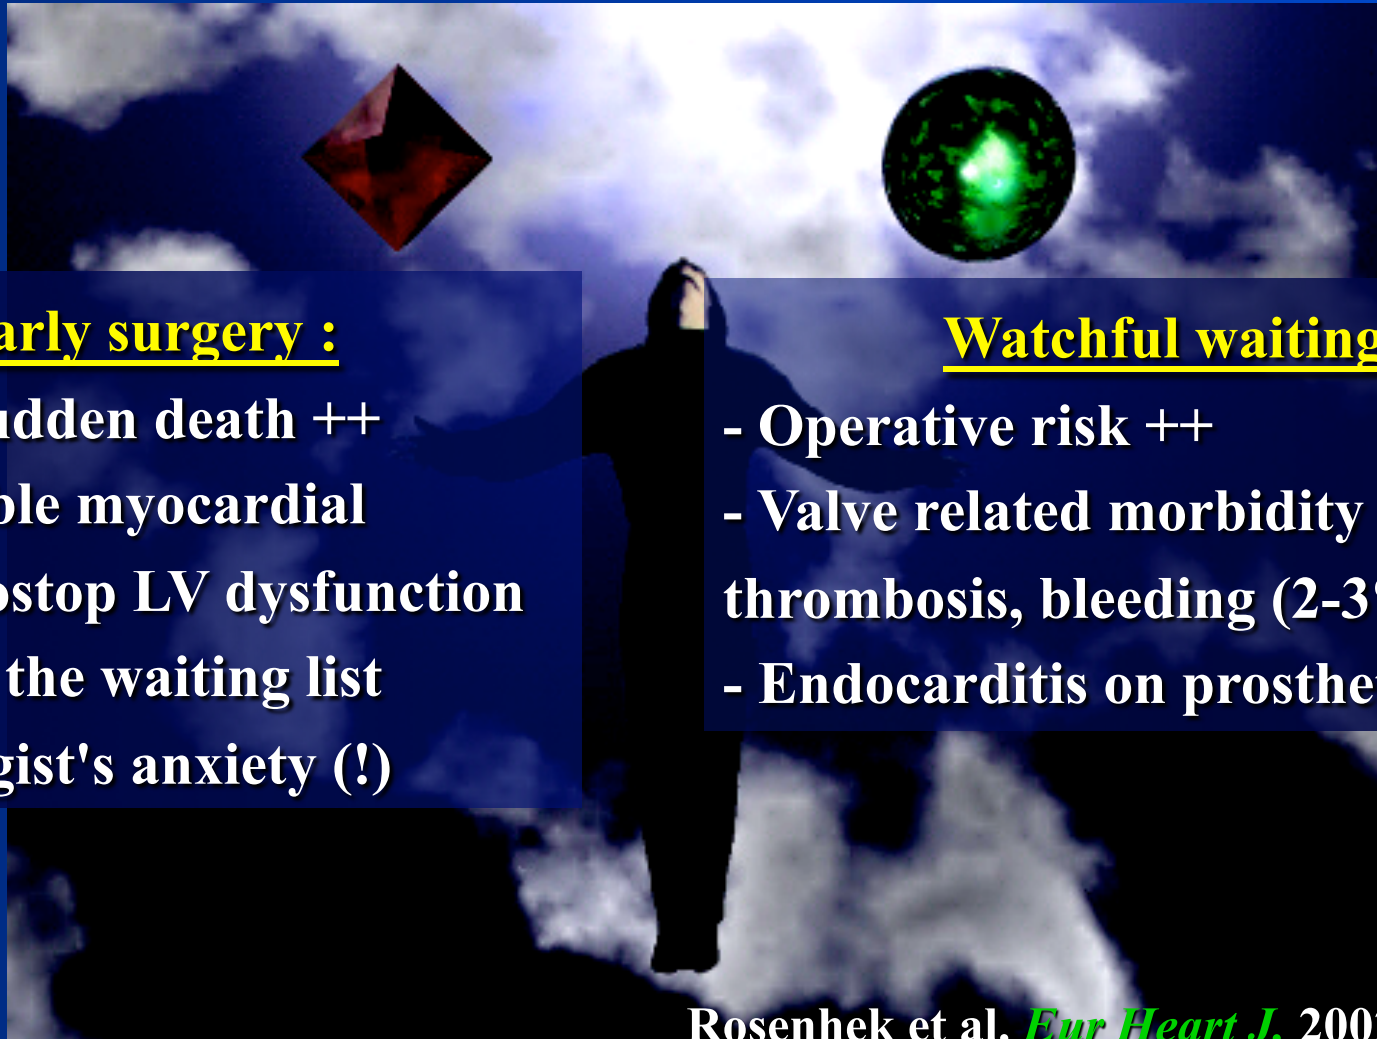 arly surgery :
udden death ++
ble myocardial
ostop LV dysfunction
the waiting list
gist's anxiety (!)
Watchful waiting
- Operative risk ++
- Valve related morbidity
thrombosis, bleeding (2-3
- Endocarditis on prosthe
Rosenhek et al. Eur Heart J. 200